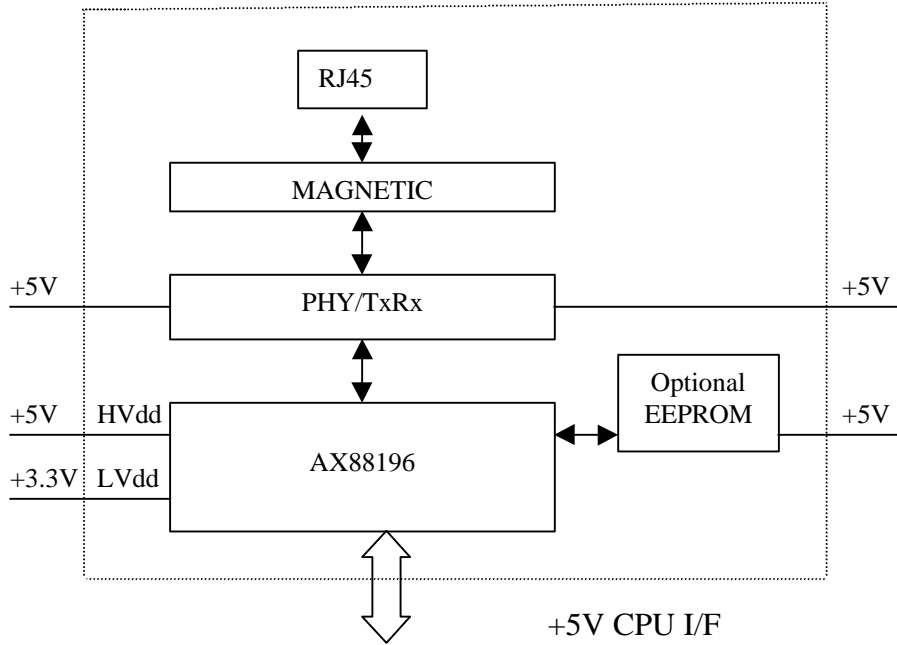 RJ45
MAGNETIC
+5V
PHY/TxRx
+5V
Optional
EEPROM
+5V HVdd
+5V
AX88196
+3.3V LVdd
+5V CPU I/F